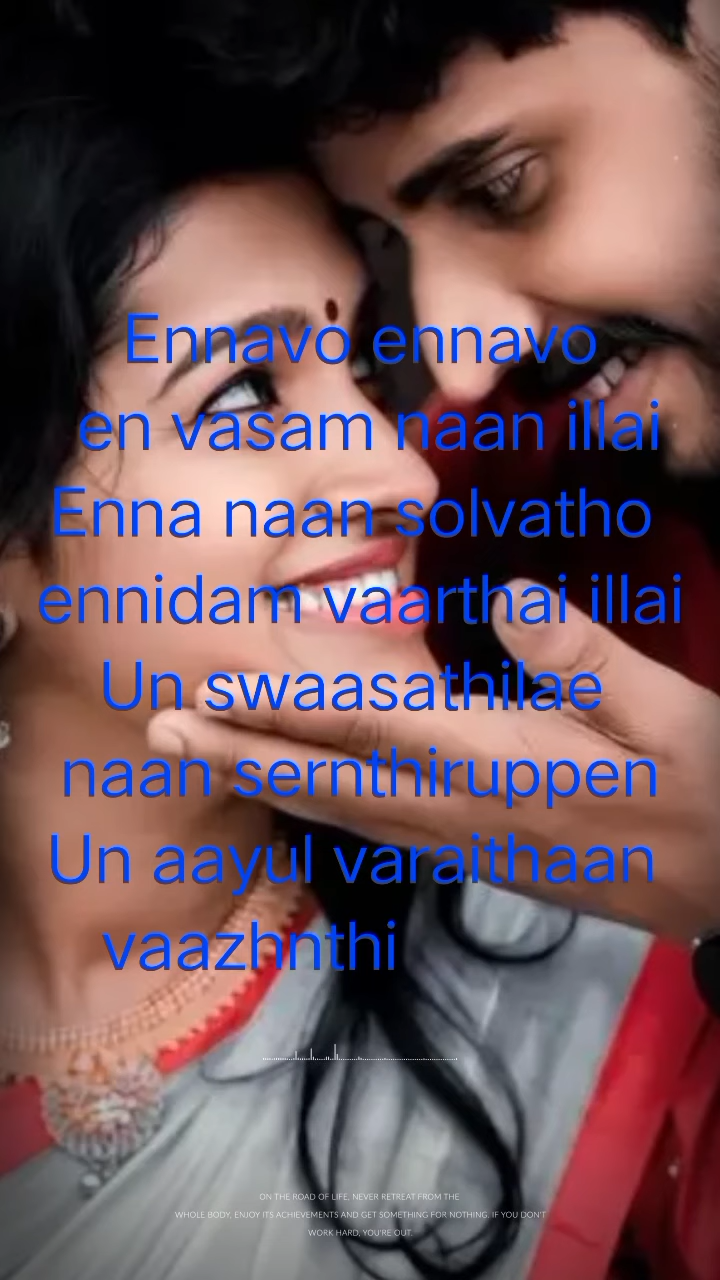 Ennavo ennavo
en vasam naan illai
Enna naan solvatho
ennidam vaarthai illai
Un swaasathilae
naan sernthiruppen
Un aayul varaithaan
vaazhnthi
ON THE ROAD OF LIFE, NEVER RETREAT FROM THE
WHOLE BODY, ENJOY ITS ACHIEVEMENTS AND GET SOMETHING FOR NOTHING. IF YOU DON'T
WORK HARD, YOU'RE OUT.